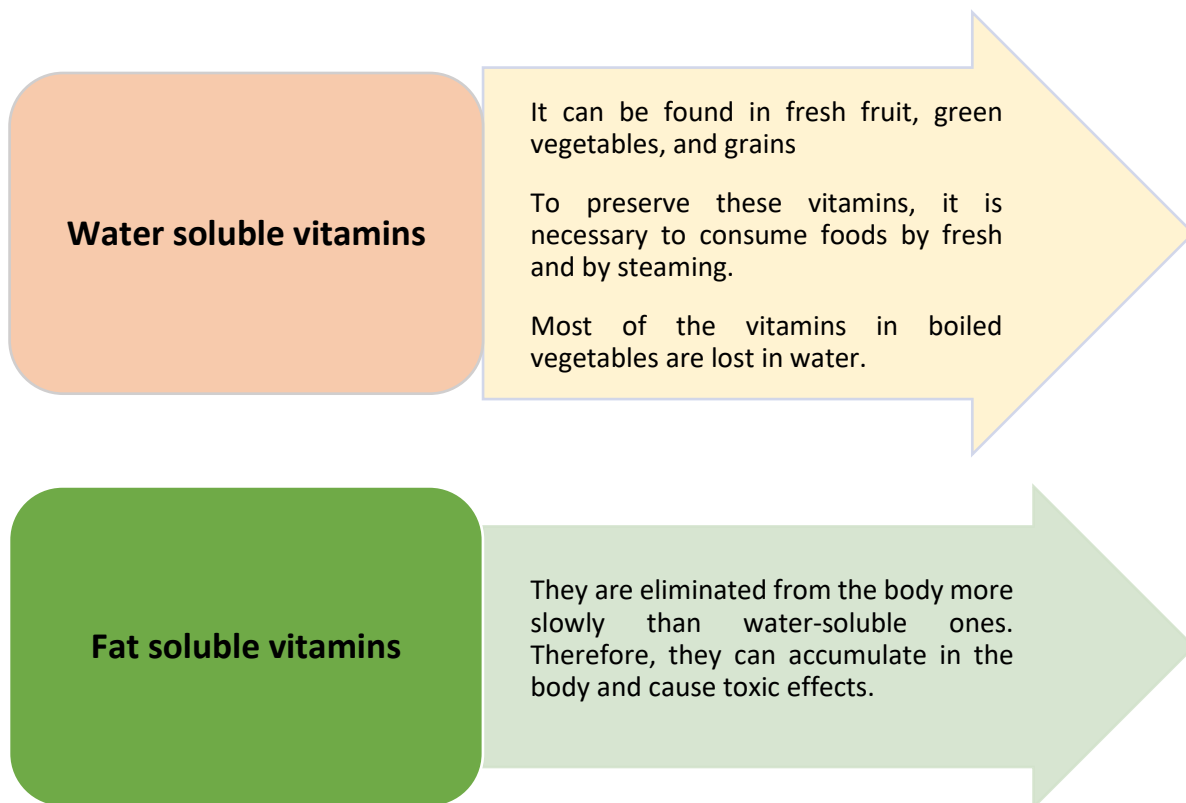 Water soluble vitamins
It can be found in fresh fruit, green
vegetables, and grains
To preserve these vitamins, it is
necessary to consume foods by fresh
and by steaming.
Most of the vitamins in boiled
vegetables are lost in water.
Fat soluble vitamins
They are eliminated from the body more
slowly than water-soluble ones.
Therefore, they can accumulate in the
body and cause toxic effects.